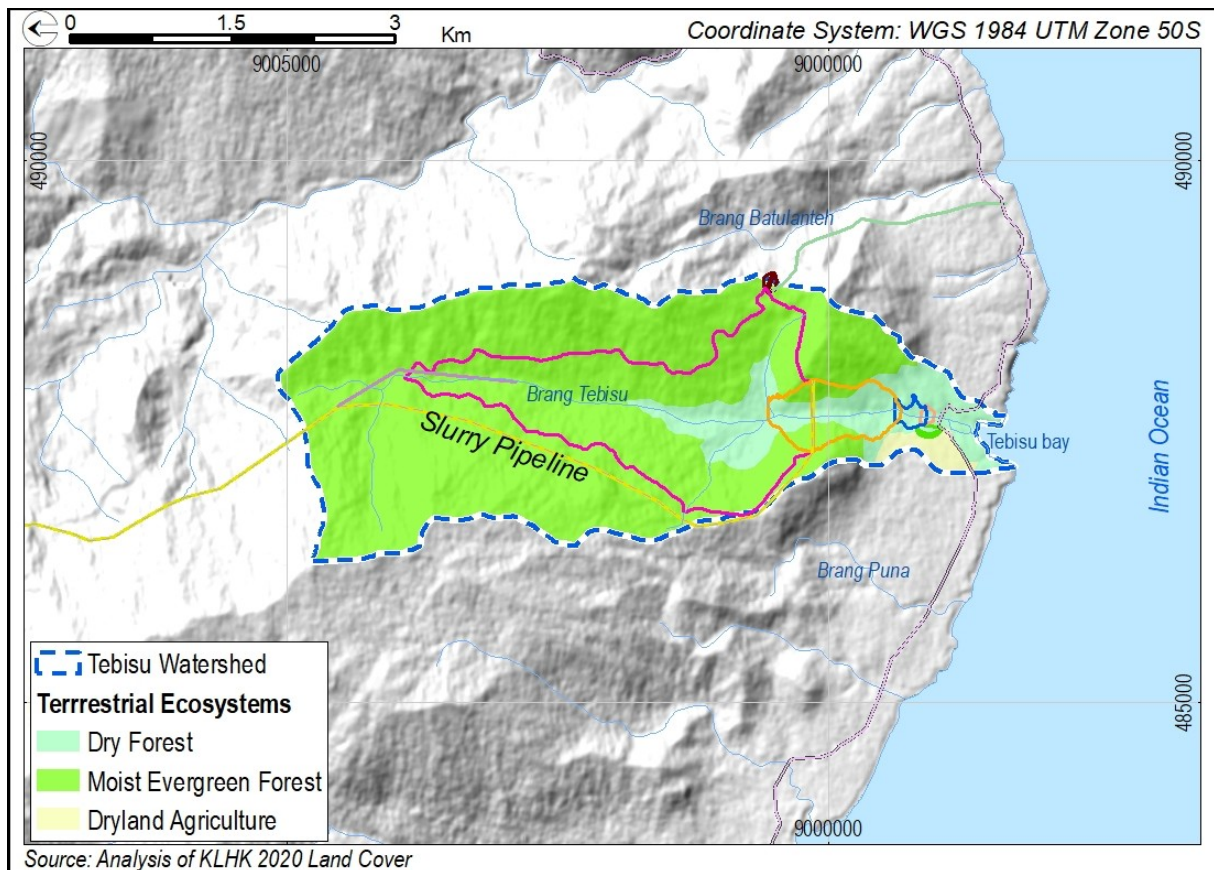 0 1.5 3
Km
Coordinate System: WGS 1984 UTM Zone 50S
9005000 9000000
490000 490000
Brang Batulanteh
Brang Tebisu
Slurry Pipeline
Tebisu bay
Indian Ocean
Brang Puna
Tebisu Watershed
485000
Terrrestrial Ecosystems
Dry Forest
Moist Evergreen Forest
Dryland Agriculture
9000000
Source: Analysis of KLHK 2020 Land Cover